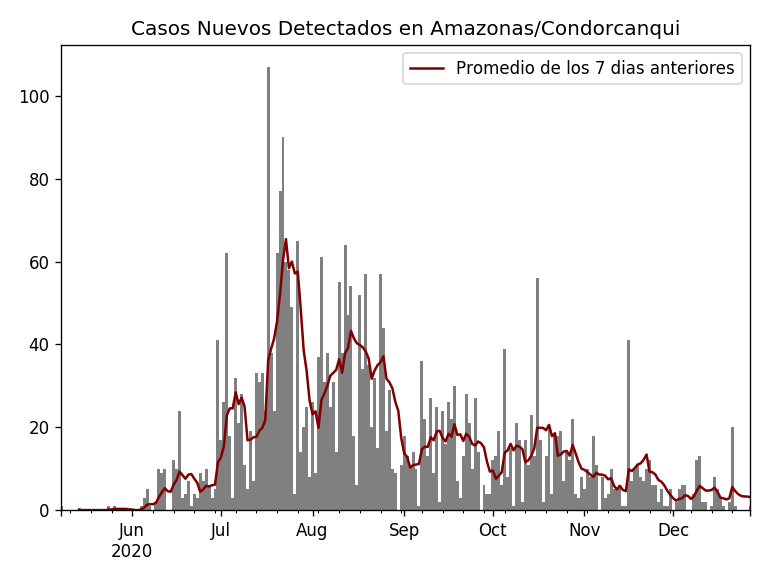 Casos Nuevos Detectados en Amazonas/Condorcanqui
Promedio de los 7 dias anteriores
100
80
60
40
20
0
Jun Jul Aug Sep Oct Nov Dec
2020